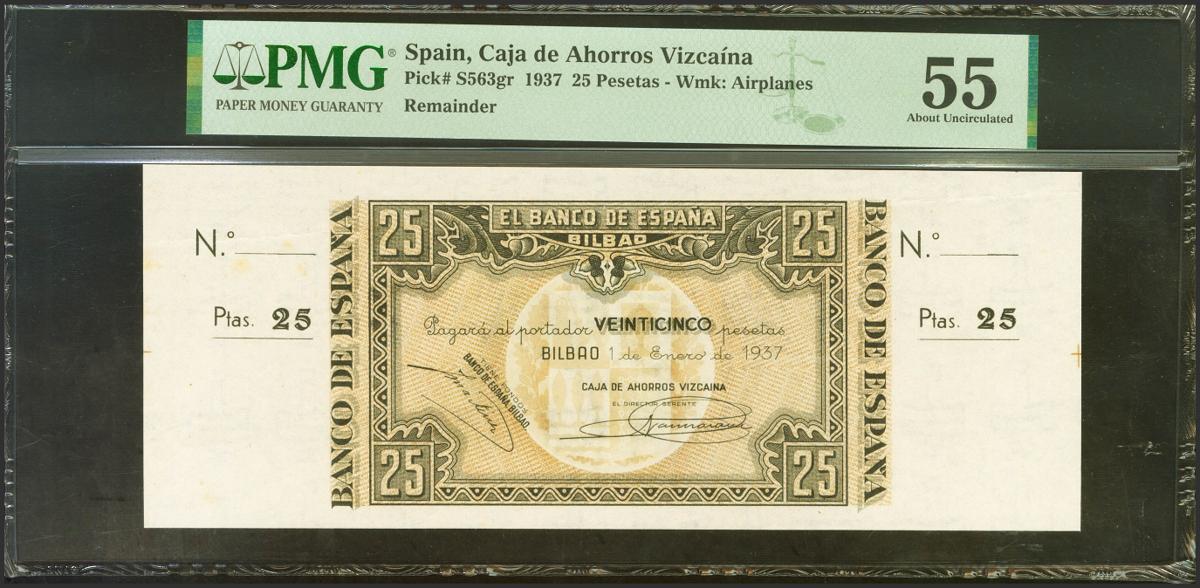 PMG®
PAPER MONEY GUARANTY
Spain, Caja de Ahorros Vizcaína
Pick# S563gr 1937 25 Pesetas - Wmk: Airplanes
Remainder
55
About Uncirculated
N.º
Ptas. 25
BANCO DE ESPAÑA
25
EL BANCO DE ESPAÑA
BILBAO
25
Pagará al portador VEINTICINCO pesetas
BILBAO 1 de Enero de 1937
TIENE FONDOS
BANCO DE ESPAÑA, BILBAO.
CAJA DE AHORROS VIZCAINA
EL DIRECTOR GERENTE
25
25
BANCO DE ESPAÑA
N.º
Ptas. 25